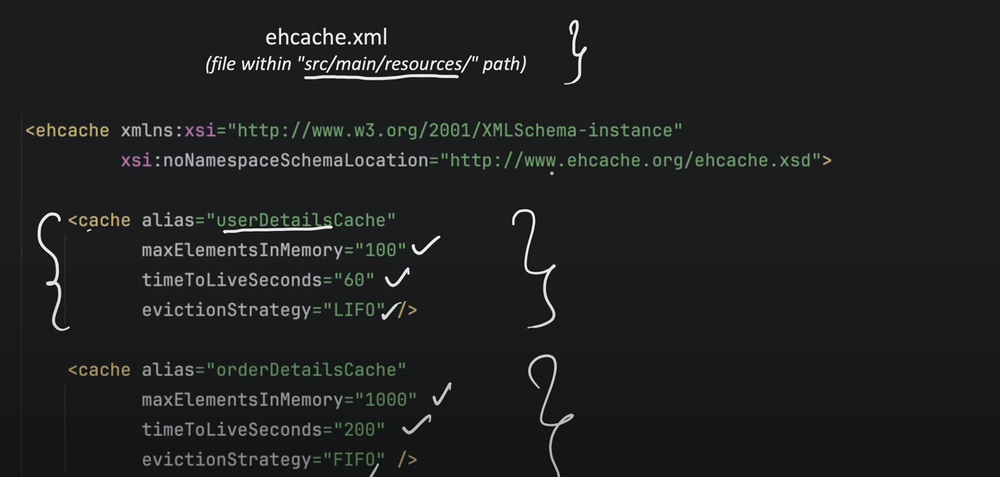 ehcache.xml
(file within "src/main/resources/" path)
<ehcache xmlns:xsi="http://www.w3.org/2001/XMLSchema-instance"
xsi:noNamespaceSchemaLocation="http://www.ehcache.org/ehcache.xsd">
<cache alias="userDetailsCache"
maxElementsInMemory="100"
timeToLiveSeconds="60"
evictionStrategy="LIFO" />
<cache alias="orderDetailsCache"
maxElementsInMemory="1000"
timeToLiveSeconds="200"
evictionStrategy="FIFO" />